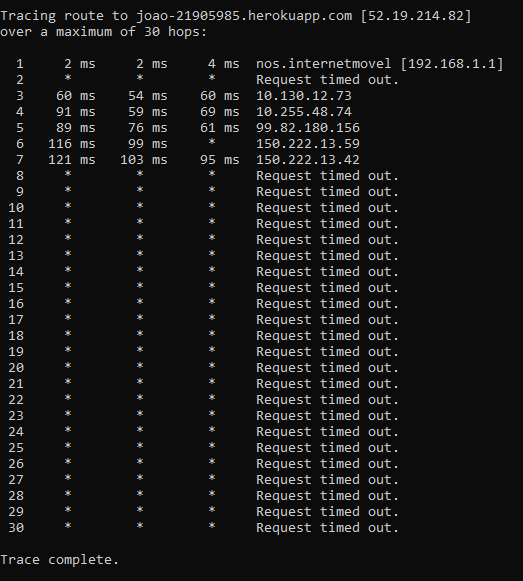 Tracing route to joao-21905985.herokuapp.com [52.19.214.82]
over a maximum of 30 hops:
1 2 ms 2 ms 4 ms nos.internetmovel [192.168.1.1]
2 * * * Request timed out.
3 60 ms 54 ms 60 ms 10.130.12.73
4 91 ms 59 ms 69 ms 10.255.48.74
5 89 ms 76 ms 61 ms 99.82.180.156
6 116 ms 99 ms * 150.222.13.59
7 121 ms 103 ms 95 ms 150.222.13.42
8 * * * Request timed out.
9 * * * Request timed out.
10 * * * Request timed out.
11 * * * Request timed out.
12 * * * Request timed out.
13 * * * Request timed out.
14 * * * Request timed out.
15 * * * Request timed out.
16 * * * Request timed out.
17 * * * Request timed out.
18 * * * Request timed out.
19 * * * Request timed out.
20 * * * Request timed out.
21 * * * Request timed out.
22 * * * Request timed out.
23 * * * Request timed out.
24 * * * Request timed out.
25 * * * Request timed out.
26 * * * Request timed out.
27 * * * Request timed out.
28 * * * Request timed out.
29 * * * Request timed out.
30 * * * Request timed out.
Trace complete.